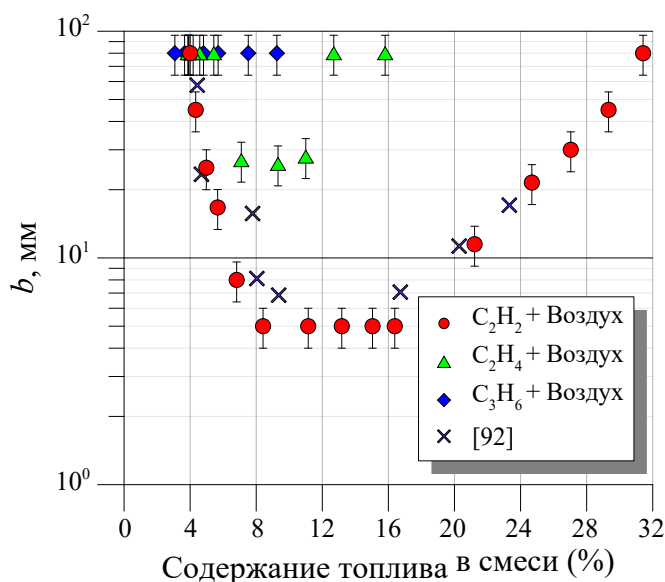 10²
10¹
10⁰
b, мм
C₂H₂ + Воздух
C₂H₄ + Воздух
C₃H₆ + Воздух
[92]
0 4 8 12 16 20 24 28 32
Содержание топлива в смеси (%)